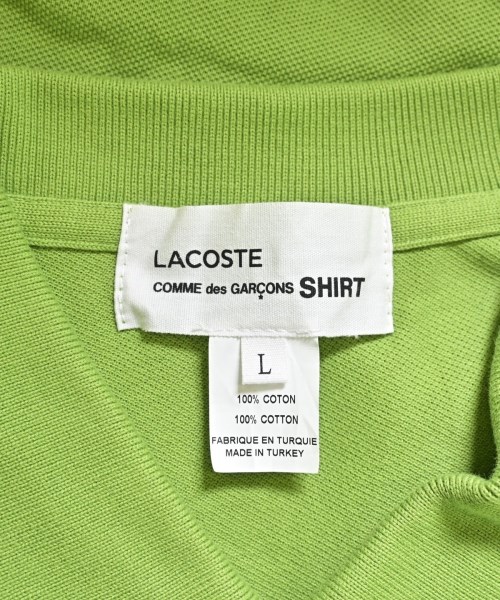 LACOSTE
COMME des GARÇONS SHIRT
L
100% COTON
100% COTTON
FABRIQUE EN TURQUIE
MADE IN TURKEY